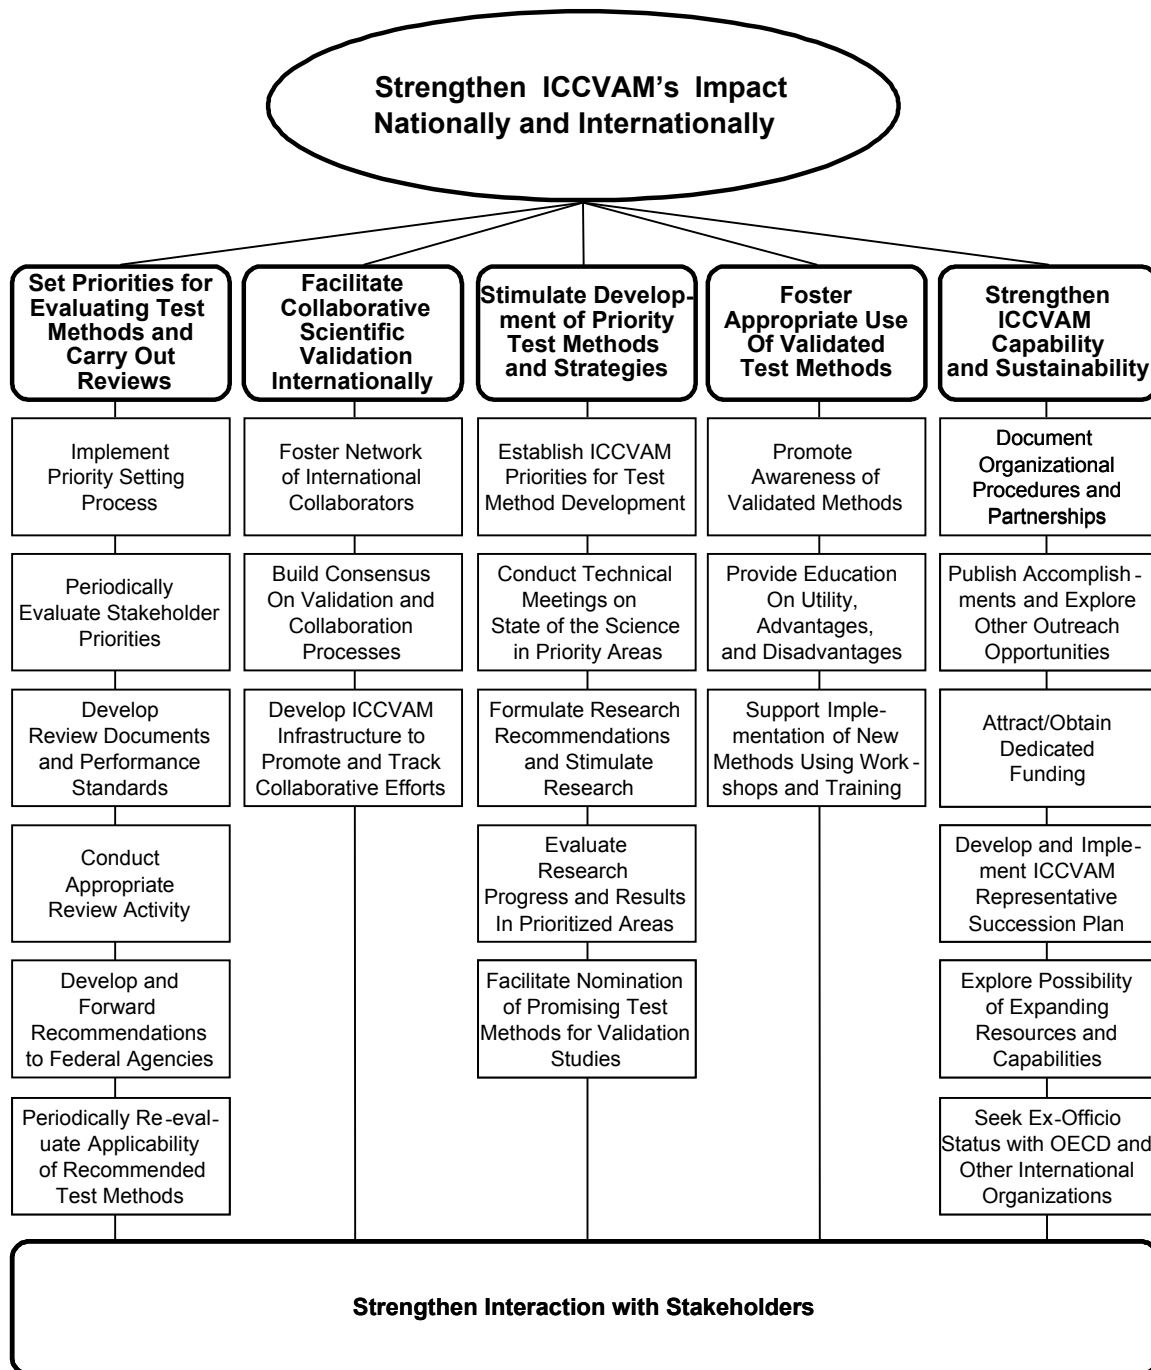 Strengthen ICCVAM's Impact
Nationally and Internationally
Set Priorities for
Evaluating Test
Methods and
Carry Out
Reviews
Implement
Priority Setting
Process
Periodically
Evaluate Stakeholder
Priorities
Develop
Review Documents
and Performance
Standards
Conduct
Appropriate
Review Activity
Develop and
Forward
Recommendations
to Federal Agencies
Periodically Re-eval-
uate Applicability
of Recommended
Test Methods
Facilitate
Collaborative
Scientific
Validation
Internationally
Foster Network
of International
Collaborators
Build Consensus
On Validation and
Collaboration
Processes
Develop ICCVAM
Infrastructure to
Promote and Track
Collaborative Efforts
Stimulate Develop-
ment of Priority
Test Methods
and Strategies
Establish ICCVAM
Priorities for Test
Method Development
Conduct Technical
Meetings on
State of the Science
in Priority Areas
Formulate Research
Recommendations
and Stimulate
Research
Evaluate
Research
Progress and Results
In Prioritized Areas
Facilitate Nomination
of Promising Test
Methods for Validation
Studies
Foster
Appropriate Use
Of Validated
Test Methods
Promote
Awareness of
Validated Methods
Provide Education
On Utility,
Advantages,
and Disadvantages
Support Imple-
mentation of New
Methods Using Work-
shops and Training
Strengthen
ICCVAM
Capability
and Sustainability
Document
Organizational
Procedures and
Partnerships
Publish Accomplish-
ments and Explore
Other Outreach
Opportunities
Attract/Obtain
Dedicated
Funding
Develop and Imple-
ment ICCVAM
Representative
Succession Plan
Explore Possibility
of Expanding
Resources and
Capabilities
Seek Ex-Officio
Status with OECD and
Other International
Organizations
Strengthen Interaction with Stakeholders